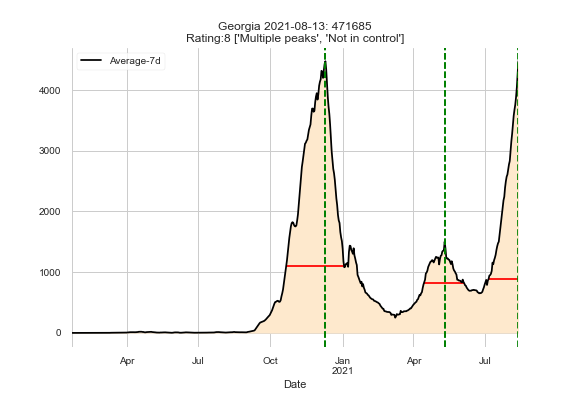 Georgia 2021-08-13: 471685
Rating:8 ['Multiple peaks', 'Not in control']
Average-7d
4000
3000
2000
1000
0
Apr Jul Oct Jan Apr Jul
2021
Date